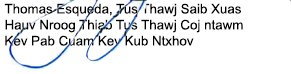 Thomas Esqueda, Tus Thawj Saib Xuas
Hauv Nroog Thiab Tus Thawj Coj ntawm
Kev Pab Cuam Kev Kub Ntxhov